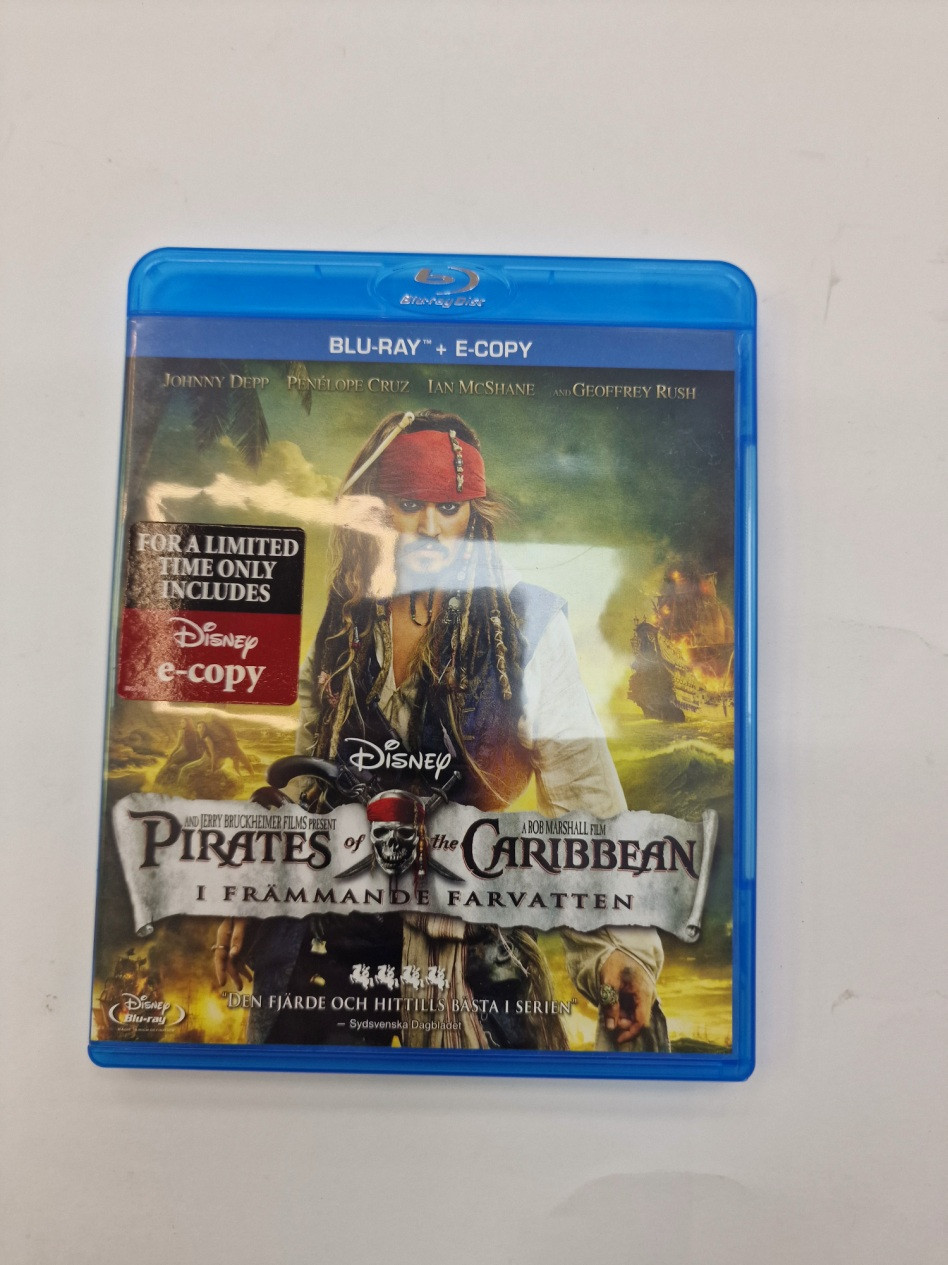 Blu-ray Disc
BLU-RAY™ + E-COPY
JOHNNY DEPP PENÉLOPE CRUZ IAN MCSHANE AND GEOFFREY RUSH
FOR A LIMITED
TIME ONLY
INCLUDES
Disney
e-copy
Disney
AND JERRY BRUCKHEIMER FILMS PRESENT
A ROB MARSHALL FILM
PIRATES of the CARIBBEAN
I FRÄMMANDE FARVATTEN
"DEN FJÄRDE OCH HITTILLS BÄSTA I SERIEN"
– Sydsvenska Dagbladet
Disney
Blu-ray